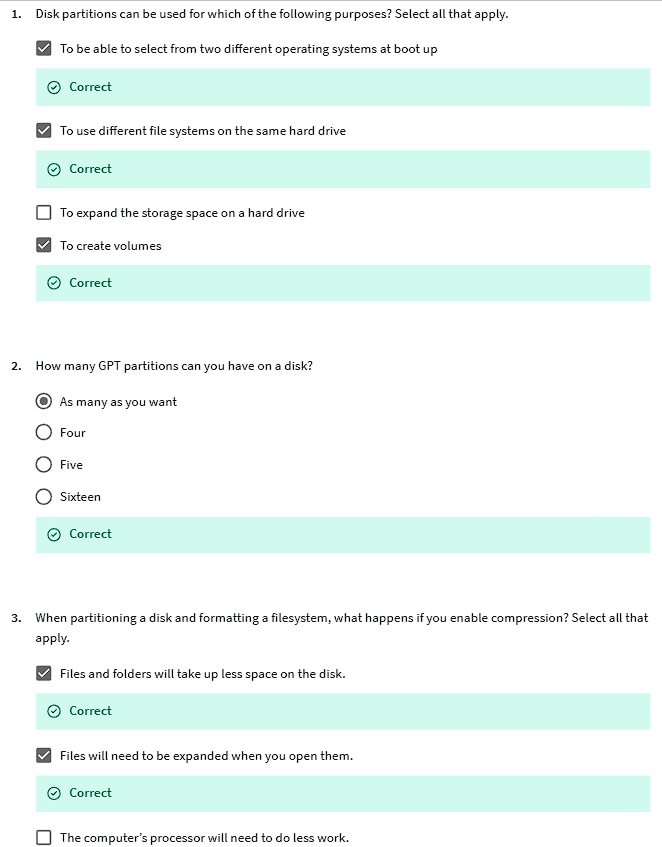 1. Disk partitions can be used for which of the following purposes? Select all that apply.
To be able to select from two different operating systems at boot up
Correct
To use different file systems on the same hard drive
Correct
To expand the storage space on a hard drive
To create volumes
Correct
2. How many GPT partitions can you have on a disk?
As many as you want
Four
Five
Sixteen
Correct
3. When partitioning a disk and formatting a filesystem, what happens if you enable compression? Select all that
apply.
Files and folders will take up less space on the disk.
Correct
Files will need to be expanded when you open them.
Correct
The computer's processor will need to do less work.